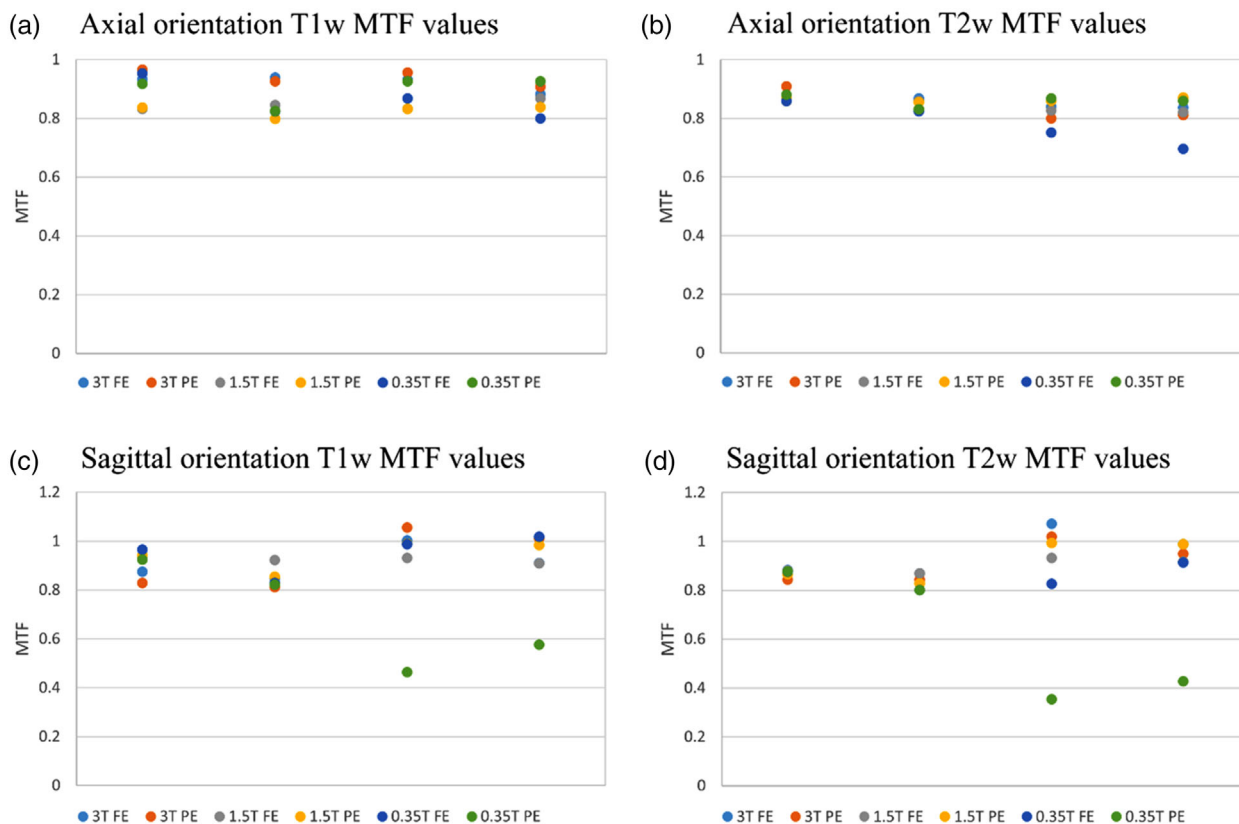 (a) Axial orientation T1w MTF values
1
0.8
0.6
0.4
0.2
0
MTF
3T FE 3T PE 1.5T FE 1.5T PE 0.35T FE 0.35T PE
(b) Axial orientation T2w MTF values
1
0.8
0.6
0.4
0.2
0
MTF
3T FE 3T PE 1.5T FE 1.5T PE 0.35T FE 0.35T PE
(c) Sagittal orientation T1w MTF values
1.2
1
0.8
0.6
0.4
0.2
0
MTF
3T FE 3T PE 1.5T FE 1.5T PE 0.35T FE 0.35T PE
(d) Sagittal orientation T2w MTF values
1.2
1
0.8
0.6
0.4
0.2
0
MTF
3T FE 3T PE 1.5T FE 1.5T PE 0.35T FE 0.35T PE